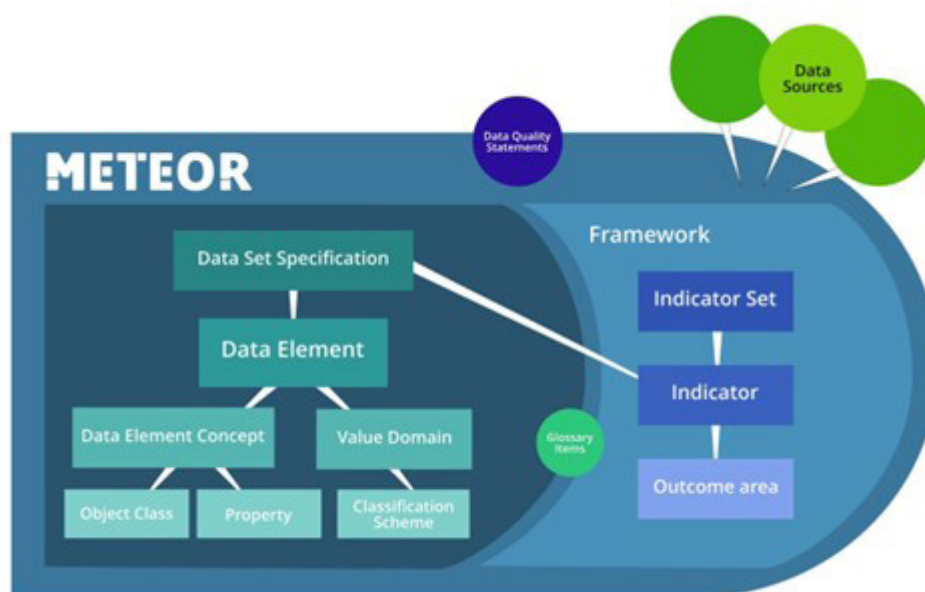 Data
Sources
Data Quality
Statements
METEOR
Framework
Data Set Specification
Indicator Set
Data Element
Indicator
Data Element Concept
Value Domain
Glossary
Items
Outcome area
Object Class
Property
Classification
Scheme